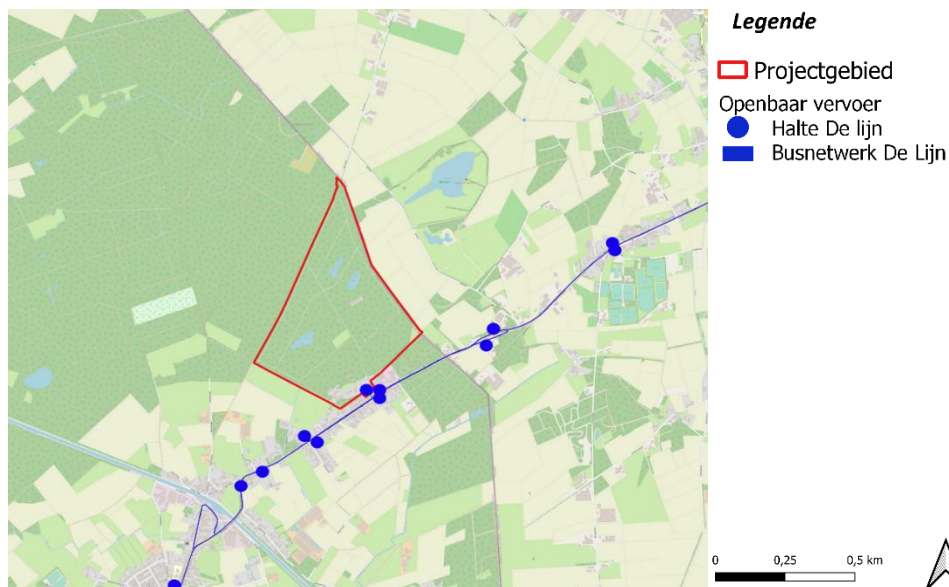 Legende
Projectgebied
Openbaar vervoer
Halte De lijn
Busnetwerk De Lijn
0 0,25 0,5 km